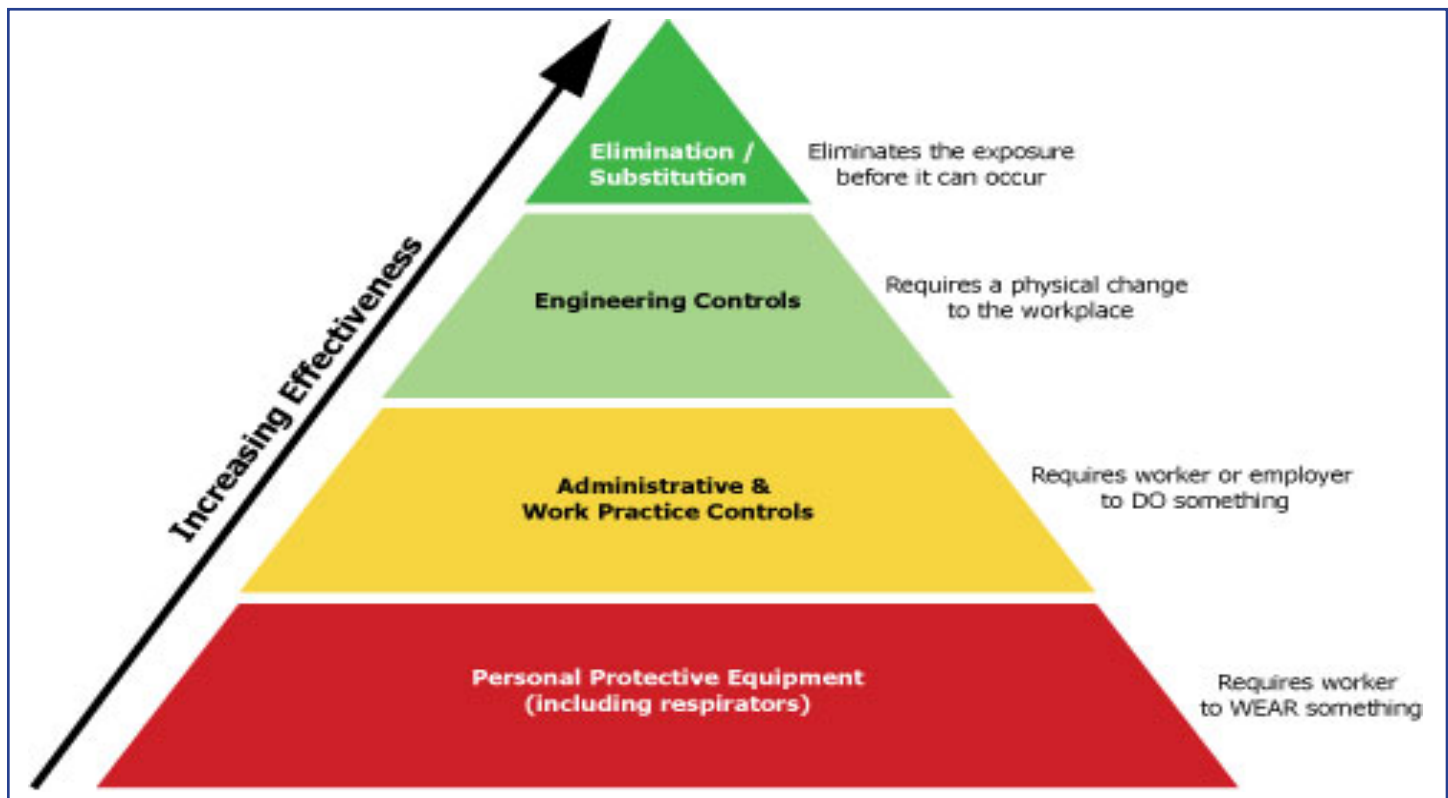 Increasing Effectiveness
Elimination /
Substitution
Eliminates the exposure
before it can occur
Engineering Controls
Requires a physical change
to the workplace
Administrative &
Work Practice Controls
Requires worker or employer
to DO something
Personal Protective Equipment
(including respirators)
Requires worker
to WEAR something